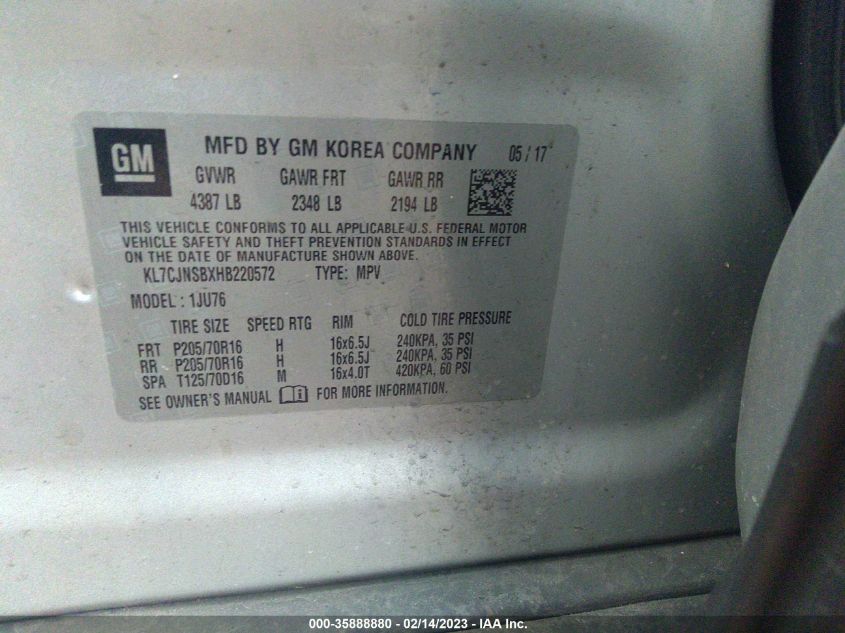 GM
MFD BY GM KOREA COMPANY 05/17
GVWR GAWR FRT GAWR RR
4387 LB 2348 LB 2194 LB
THIS VEHICLE CONFORMS TO ALL APPLICABLE U.S. FEDERAL MOTOR
VEHICLE SAFETY AND THEFT PREVENTION STANDARDS IN EFFECT
ON THE DATE OF MANUFACTURE SHOWN ABOVE.
KL7CJNSBXHB220572 TYPE: MPV
MODEL : 1JU76
TIRE SIZE SPEED RTG RIM COLD TIRE PRESSURE
FRT P205/70R16 H 16x6.5J 240KPA, 35 PSI
RR P205/70R16 H 16x6.5J 240KPA, 35 PSI
SPA T125/70D16 M 16x4.0T 420KPA, 60 PSI
SEE OWNER'S MANUAL FOR MORE INFORMATION.
000-35888880 - 02/14/2023 - IAA Inc.